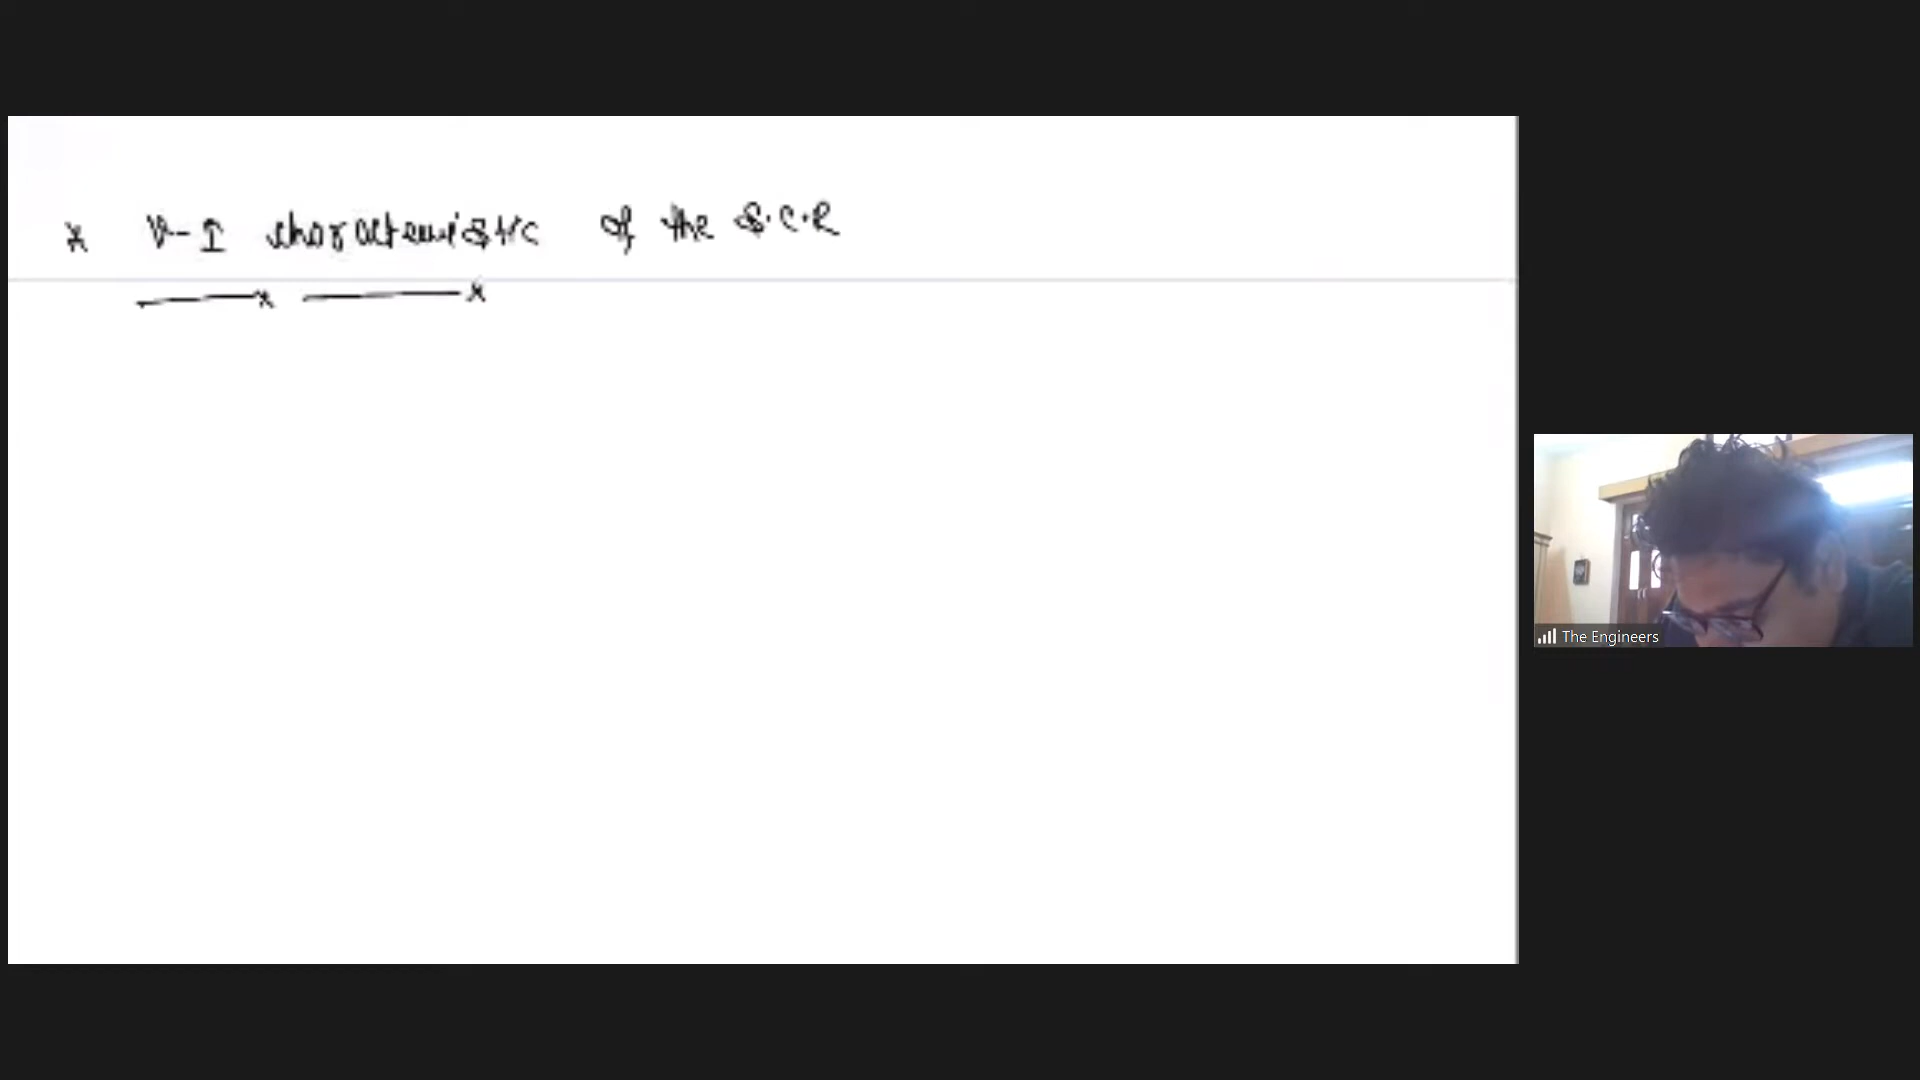 * V-I characteristic of the S.C.R
The Engineers